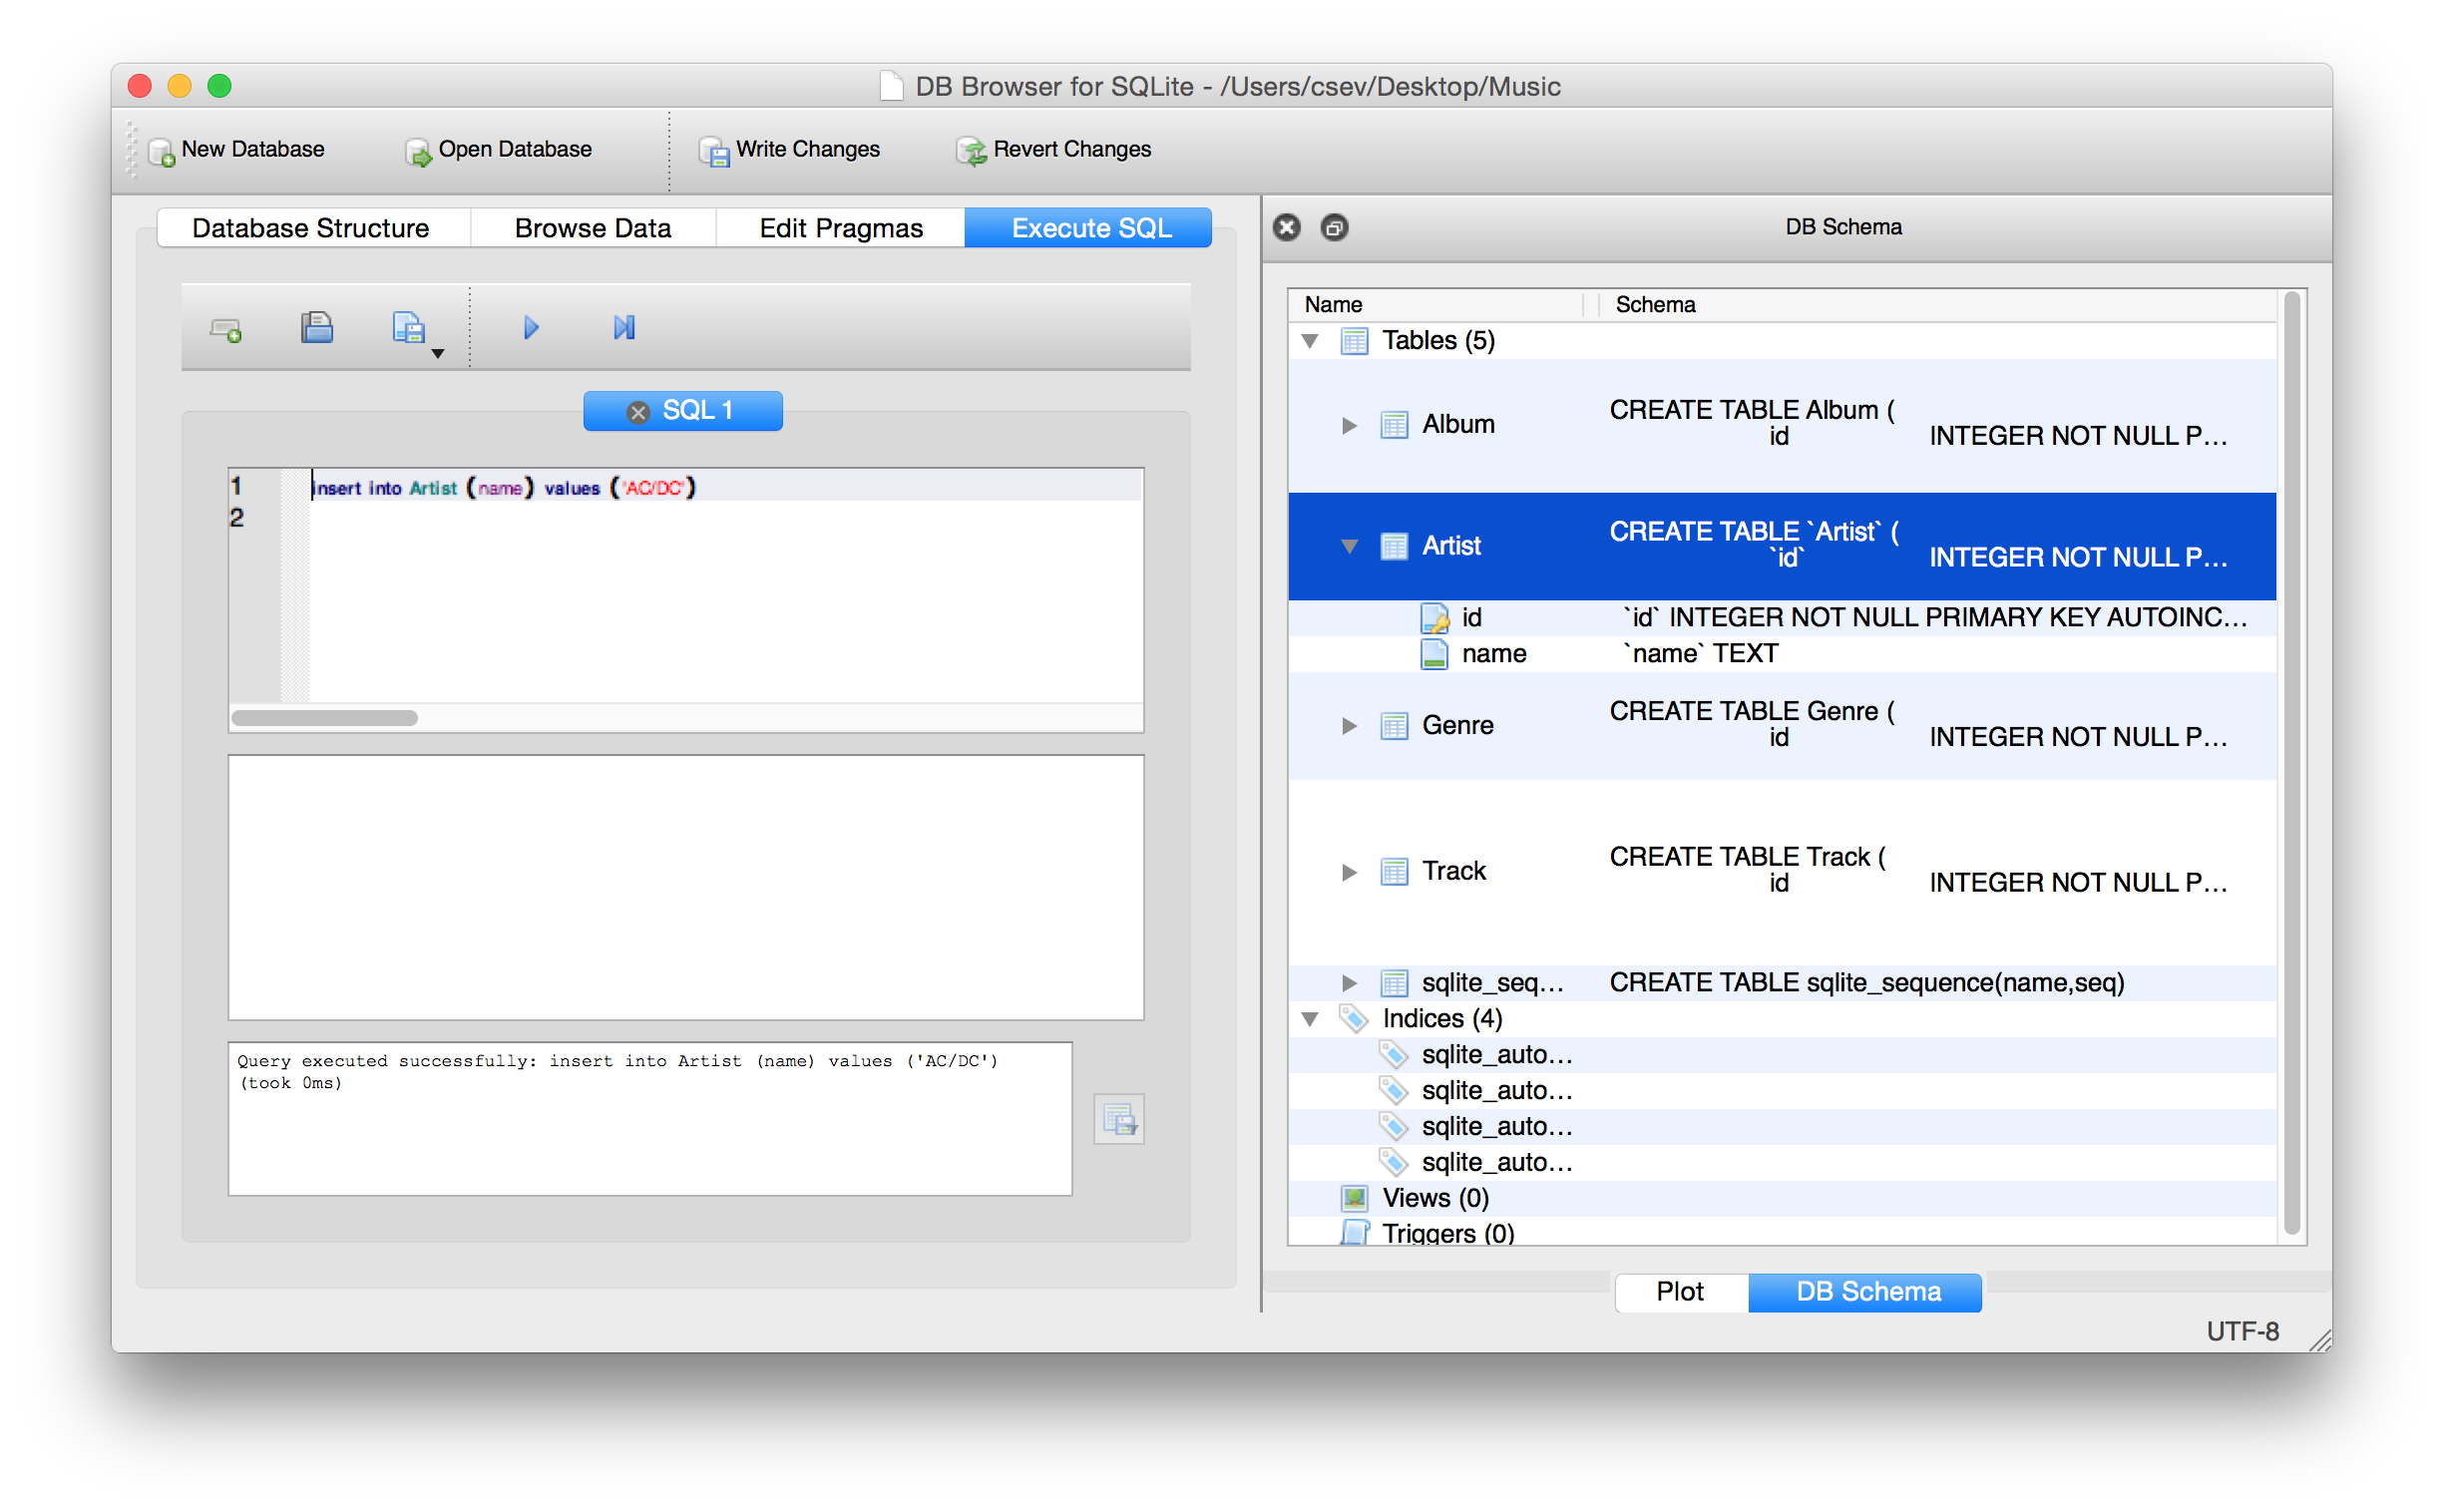 DB Browser for SQLite - /Users/csev/Desktop/Music
New Database
Open Database
Write Changes
Revert Changes
Database Structure
Browse Data
Edit Pragmas
Execute SQL
SQL 1
1 insert into Artist (name) values ('AC/DC')
2
Query executed successfully: insert into Artist (name) values ('AC/DC')
(took 0ms)
DB Schema
Name Schema
Tables (5)
Album CREATE TABLE Album (
id INTEGER NOT NULL P…
Artist CREATE TABLE `Artist` (
`id` INTEGER NOT NULL P…
id `id` INTEGER NOT NULL PRIMARY KEY AUTOINC…
name `name` TEXT
Genre CREATE TABLE Genre (
id INTEGER NOT NULL P…
Track CREATE TABLE Track (
id INTEGER NOT NULL P…
sqlite_seq… CREATE TABLE sqlite_sequence(name,seq)
Indices (4)
sqlite_auto…
sqlite_auto…
sqlite_auto…
sqlite_auto…
Views (0)
Triggers (0)
Plot
DB Schema
UTF-8